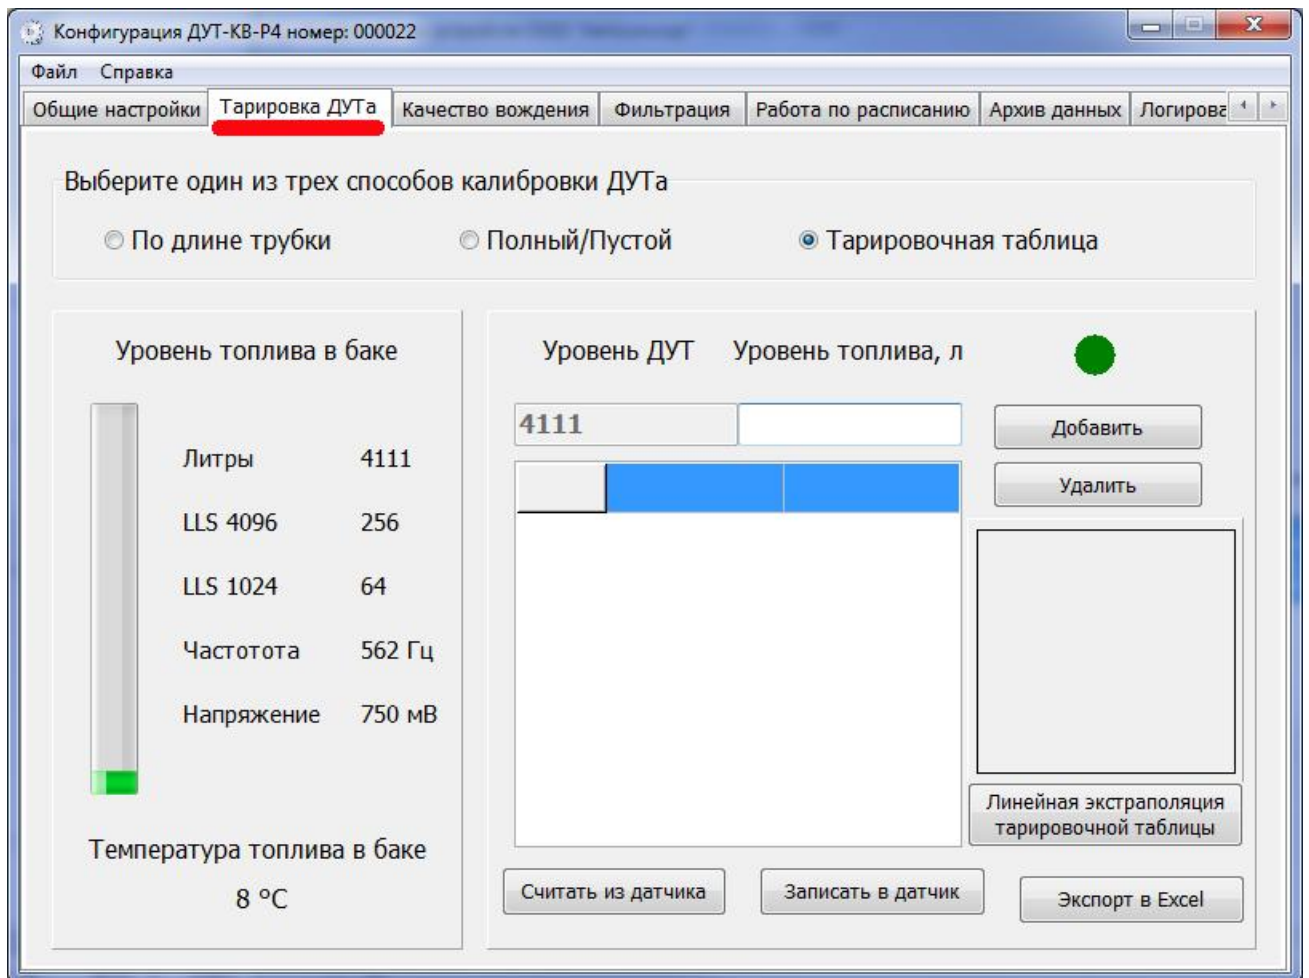 Конфигурация ДУТ-КВ-Р4 номер: 000022
Файл Справка
Общие настройки Тарировка ДУТа Качество вождения Фильтрация Работа по расписанию Архив данных Логирова
Выберите один из трех способов калибровки ДУТа
По длине трубки Полный/Пустой Тарировочная таблица
Уровень топлива в баке
Литры 4111
LLS 4096 256
LLS 1024 64
Частотота 562 Гц
Напряжение 750 мВ
Температура топлива в баке
8 °C
Уровень ДУТ Уровень топлива, л
4111
Добавить
Удалить
Линейная экстраполяция
тарировочной таблицы
Считать из датчика Записать в датчик Экспорт в Excel